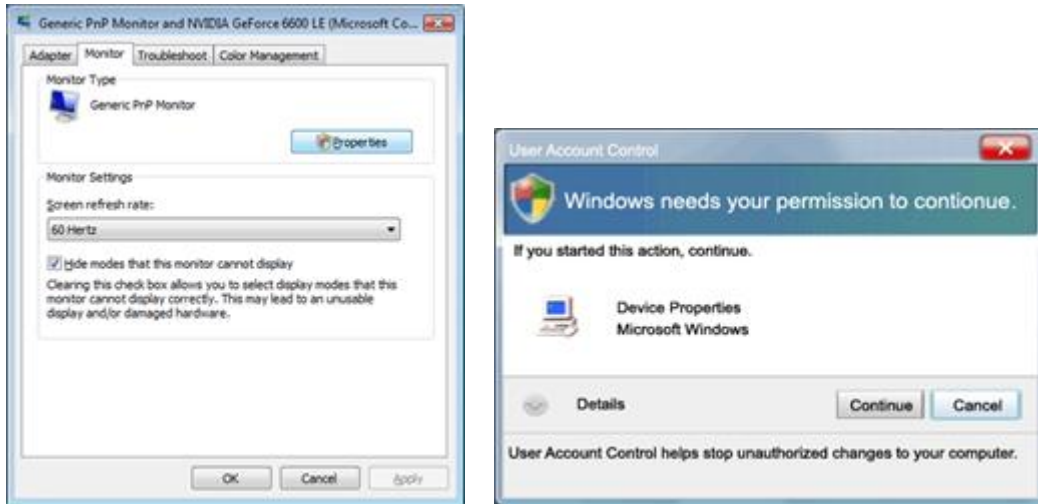 Generic PnP Monitor and NVIDIA GeForce 6600 LE (Microsoft Co...
Adapter Monitor Troubleshoot Color Management
Monitor Type
Generic PnP Monitor
Properties
Monitor Settings
Screen refresh rate:
60 Hertz
Hide modes that this monitor cannot display
Clearing this check box allows you to select display modes that this
monitor cannot display correctly. This may lead to an unusable
display and/or damaged hardware.
OK Cancel Apply
User Account Control
Windows needs your permission to contionue.
If you started this action, continue.
Device Properties
Microsoft Windows
Details Continue Cancel
User Account Control helps stop unauthorized changes to your computer.